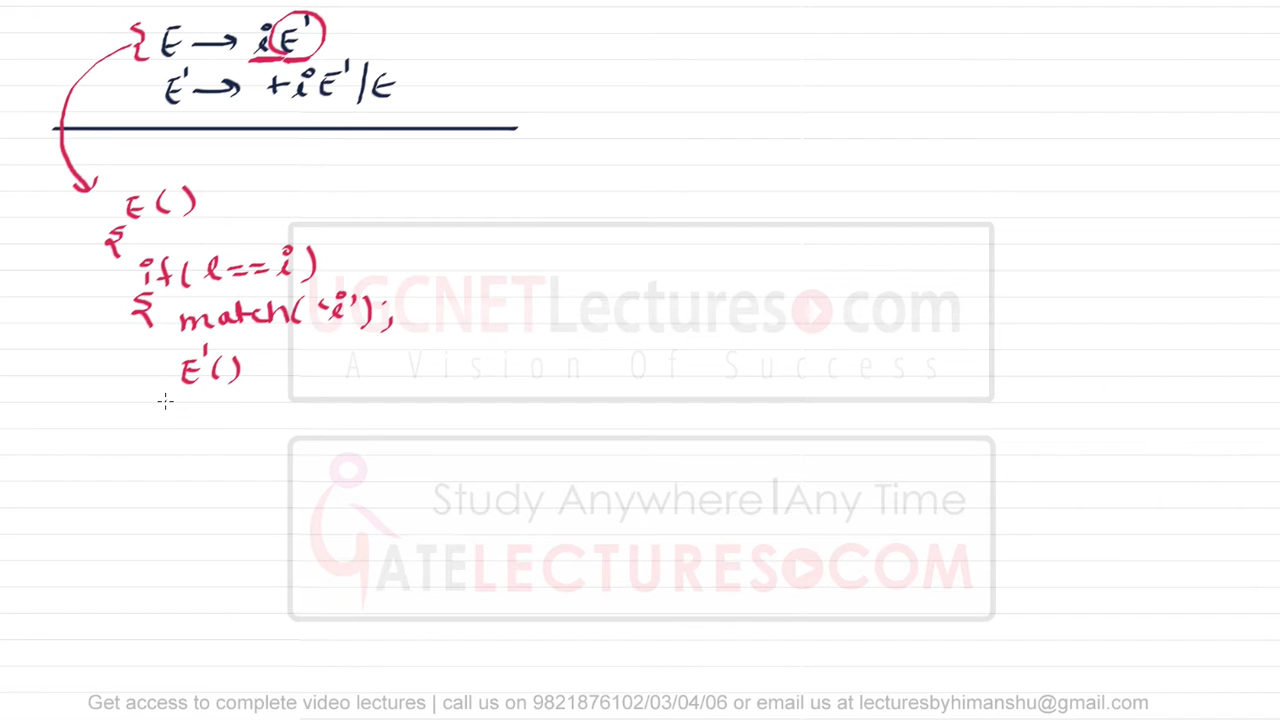 E → iE'
E' → +iE'/ϵ
E()
{
if(l==i)
{ match('i');
E'()
UGCNETLectures.com
A Vision Of Success
Study Anywhere|Any Time
GATELECTURES.COM
Get access to complete video lectures | call us on 9821876102/03/04/06 or email us at lecturesbyhimanshu@gmail.com